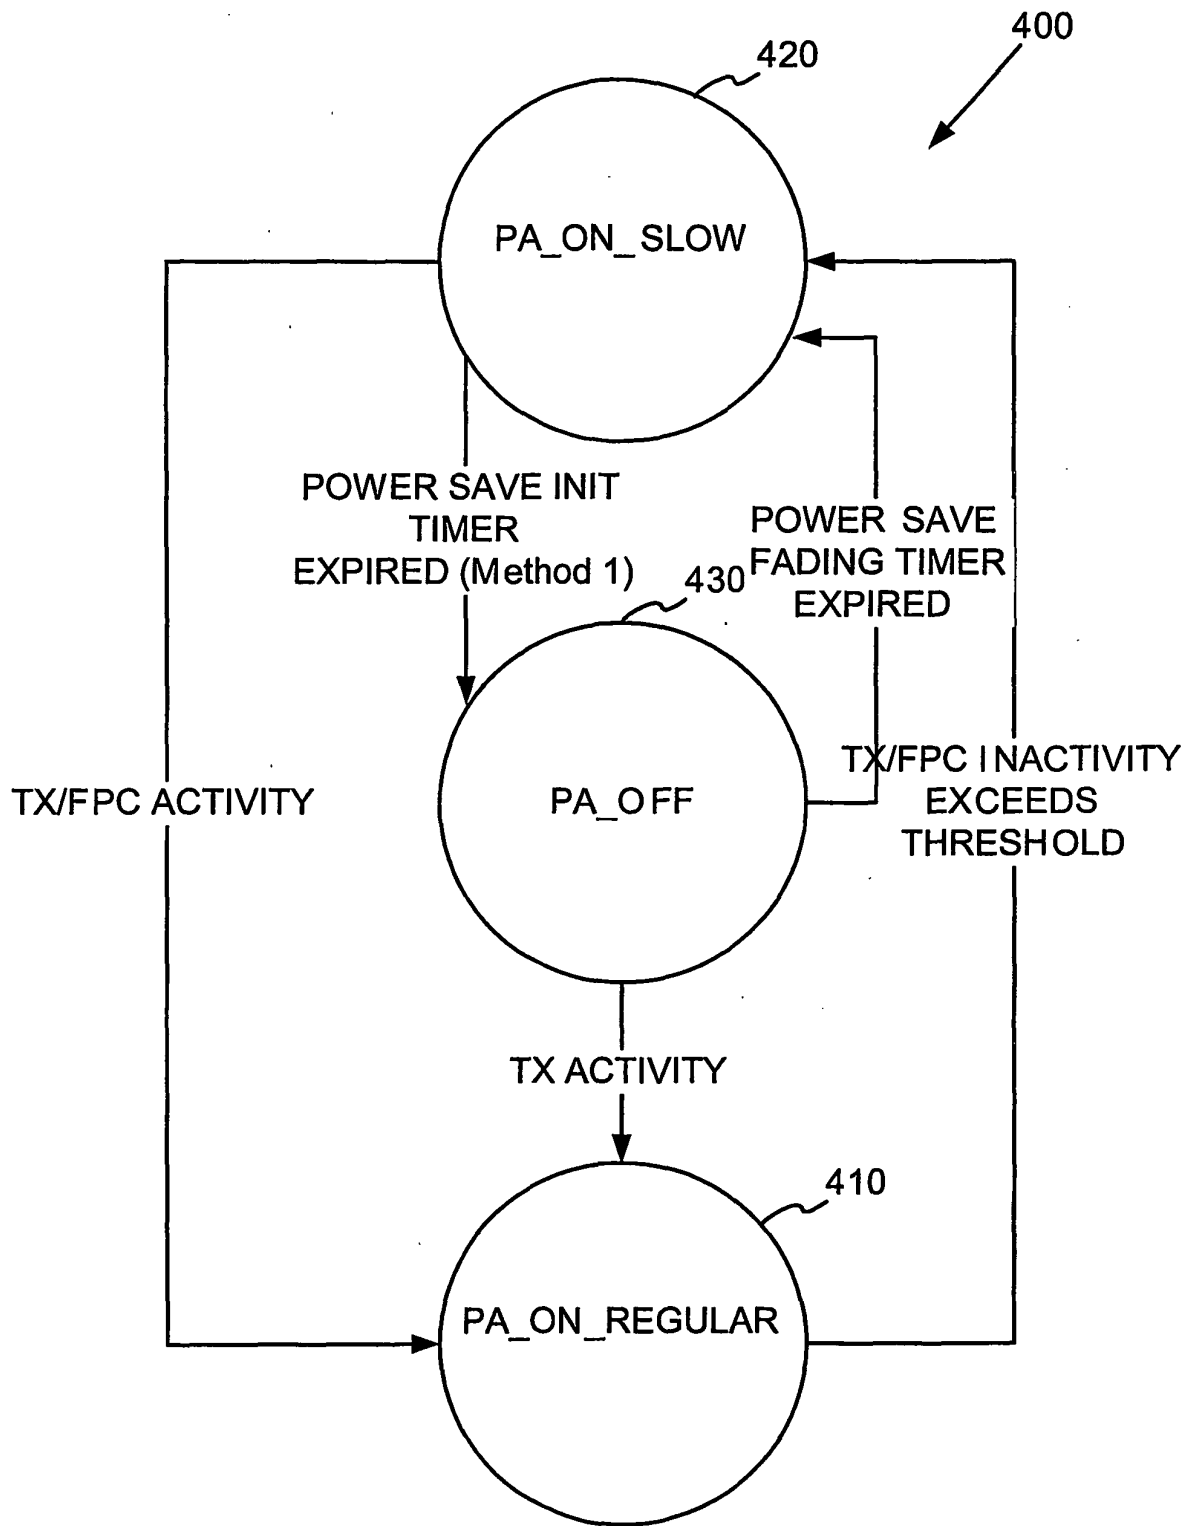 400
420
PA_ON_SLOW
POWER SAVE INIT
TIMER
EXPIRED (Method 1)
POWER SAVE
FADING TIMER
EXPIRED
430
TX/FPC ACTIVITY
PA_OFF
TX/FPC INACTIVITY
EXCEEDS
THRESHOLD
TX ACTIVITY
410
PA_ON_REGULAR